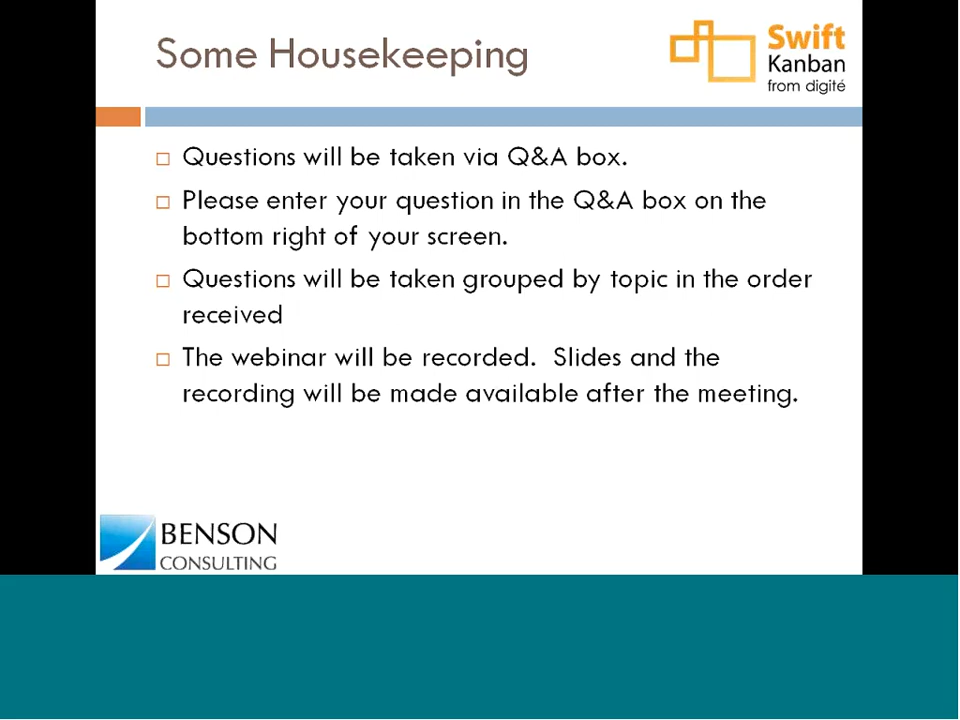 Some Housekeeping
Swift
Kanban
from digité
Questions will be taken via Q&A box.
Please enter your question in the Q&A box on the
bottom right of your screen.
Questions will be taken grouped by topic in the order
received
The webinar will be recorded.  Slides and the
recording will be made available after the meeting.
BENSON
CONSULTING